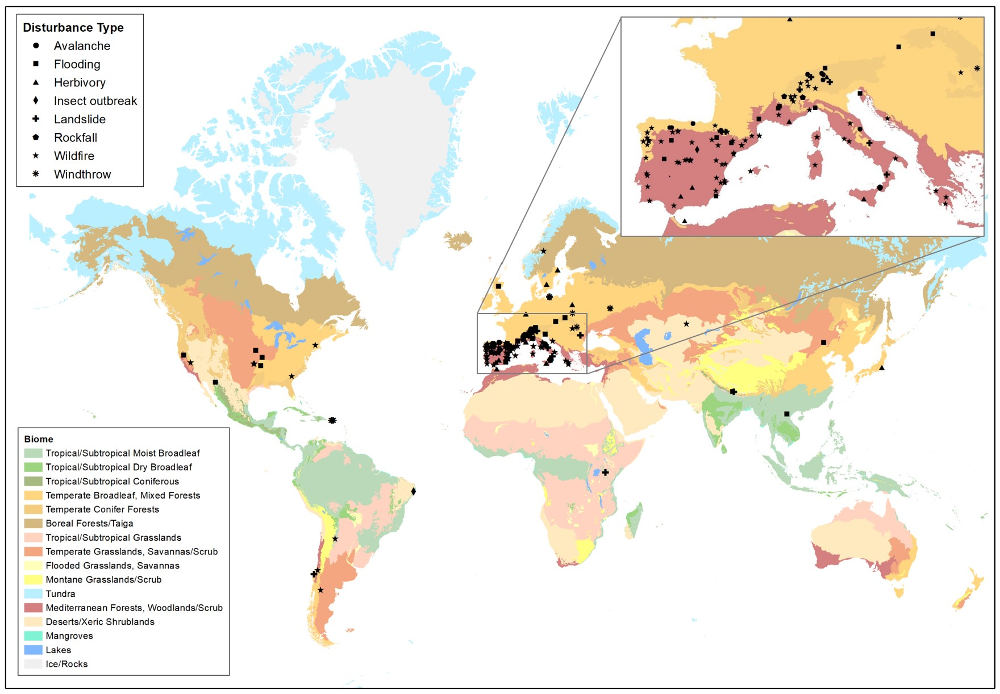 Disturbance Type
Avalanche
Flooding
Herbivory
Insect outbreak
Landslide
Rockfall
Wildfire
Windthrow
Biome
Tropical/Subtropical Moist Broadleaf
Tropical/Subtropical Dry Broadleaf
Tropical/Subtropical Coniferous
Temperate Broadleaf, Mixed Forests
Temperate Conifer Forests
Boreal Forests/Taiga
Tropical/Subtropical Grasslands
Temperate Grasslands, Savannas/Scrub
Flooded Grasslands, Savannas
Montane Grasslands/Scrub
Tundra
Mediterranean Forests, Woodlands/Scrub
Deserts/Xeric Shrublands
Mangroves
Lakes
Ice/Rocks